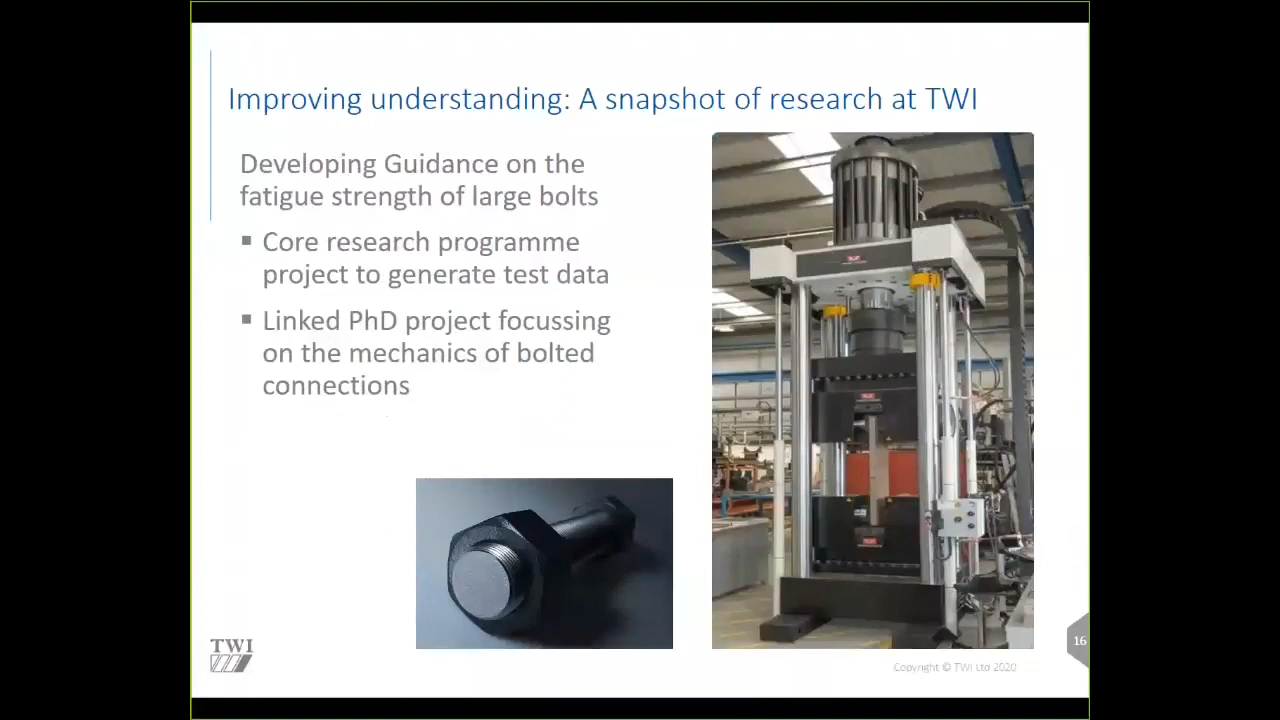 Improving understanding: A snapshot of research at TWI
Developing Guidance on the
fatigue strength of large bolts
▪ Core research programme
project to generate test data
▪ Linked PhD project focussing
on the mechanics of bolted
connections
TWI
16
Copyright © TWI Ltd 2020